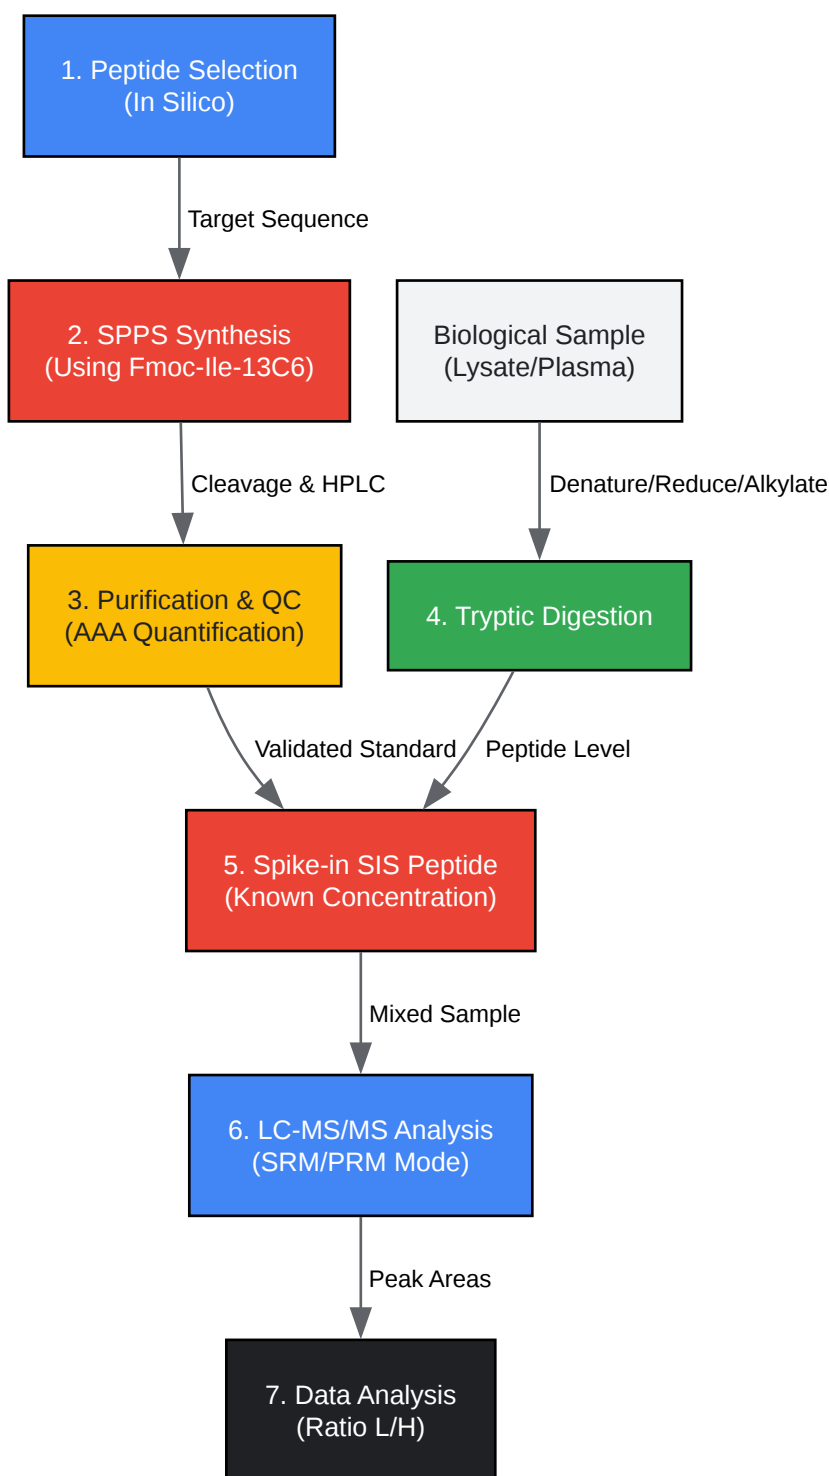 1. Peptide Selection
(In Silico)
Target Sequence
2. SPPS Synthesis
(Using Fmoc-Ile-13C6)
Biological Sample
(Lysate/Plasma)
Cleavage & HPLC
Denature/Reduce/Alkylate
3. Purification & QC
(AAA Quantification)
4. Tryptic Digestion
Validated Standard
Peptide Level
5. Spike-in SIS Peptide
(Known Concentration)
Mixed Sample
6. LC-MS/MS Analysis
(SRM/PRM Mode)
Peak Areas
7. Data Analysis
(Ratio L/H)